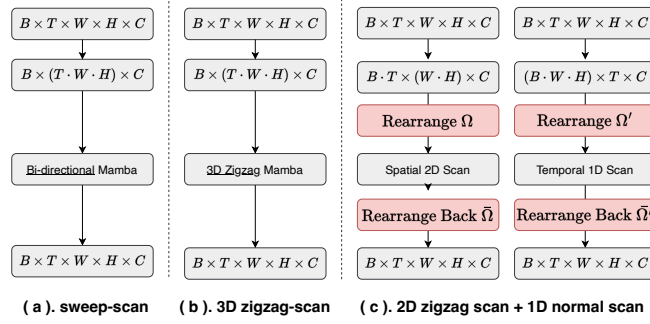 B × T × W × H × C
B × (T · W · H) × C
Bi-directional Mamba
B × T × W × H × C
( a ). sweep-scan
B × T × W × H × C
B × (T · W · H) × C
3D Zigzag Mamba
B × T × W × H × C
( b ). 3D zigzag-scan
B × T × W × H × C
B · T × (W · H) × C
Rearrange Ω
Spatial 2D Scan
Rearrange Back Ω̄
B × T × W × H × C
B × T × W × H × C
(B · W · H) × T × C
Rearrange Ω′
Temporal 1D Scan
Rearrange Back Ω̄′
B × T × W × H × C
( c ). 2D zigzag scan + 1D normal scan